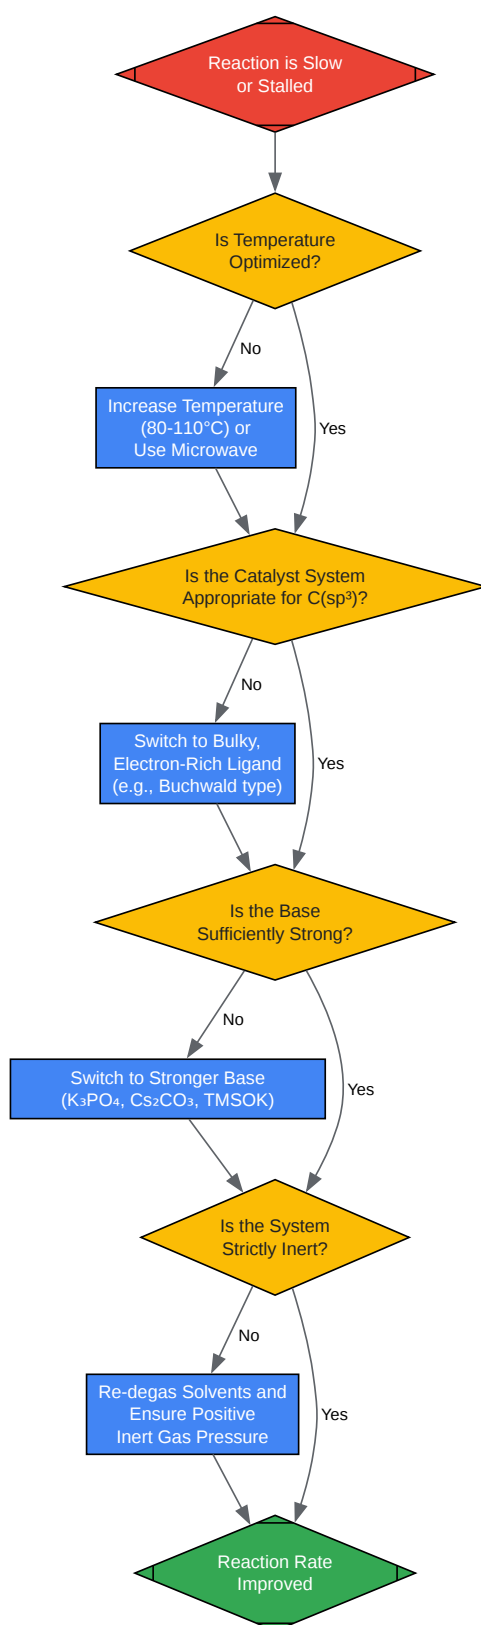 Reaction is Slow
or Stalled
Is Temperature
Optimized?
No
Increase Temperature
(80-110°C) or
Use Microwave
Yes
Is the Catalyst System
Appropriate for C(sp³)?
No
Switch to Bulky,
Electron-Rich Ligand
(e.g., Buchwald type)
Yes
Is the Base
Sufficiently Strong?
No
Switch to Stronger Base
(K₃PO₄, Cs₂CO₃, TMSOK)
Yes
Is the System
Strictly Inert?
No
Re-degas Solvents and
Ensure Positive
Inert Gas Pressure
Yes
Reaction Rate
Improved